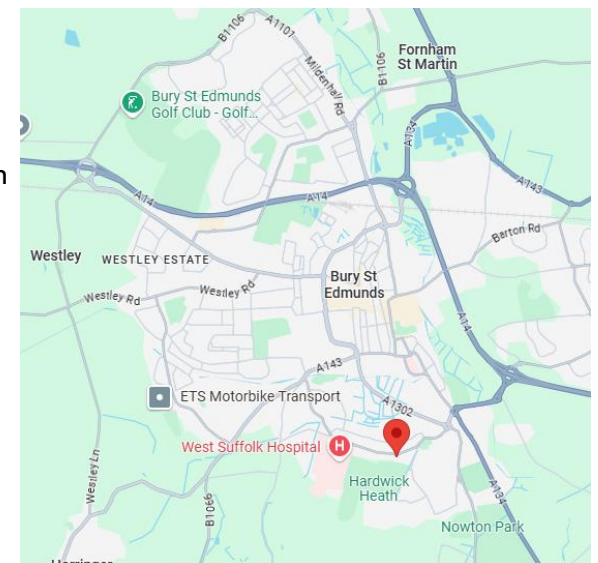 A1101
B1106
Fornham
St Martin
Mildenhall Rd
B1106
Bury St Edmunds
Golf Club - Golf...
A134
A143
n
A14
A14
Barton Rd
Westley
WESTLEY ESTATE
Bury St
Edmunds
Westley Rd
Westley Rd
A14
A143
ETS Motorbike Transport
A1302
West Suffolk Hospital
H
Hardwick
Heath
Westley Ln
B1066
A134
Nowton Park